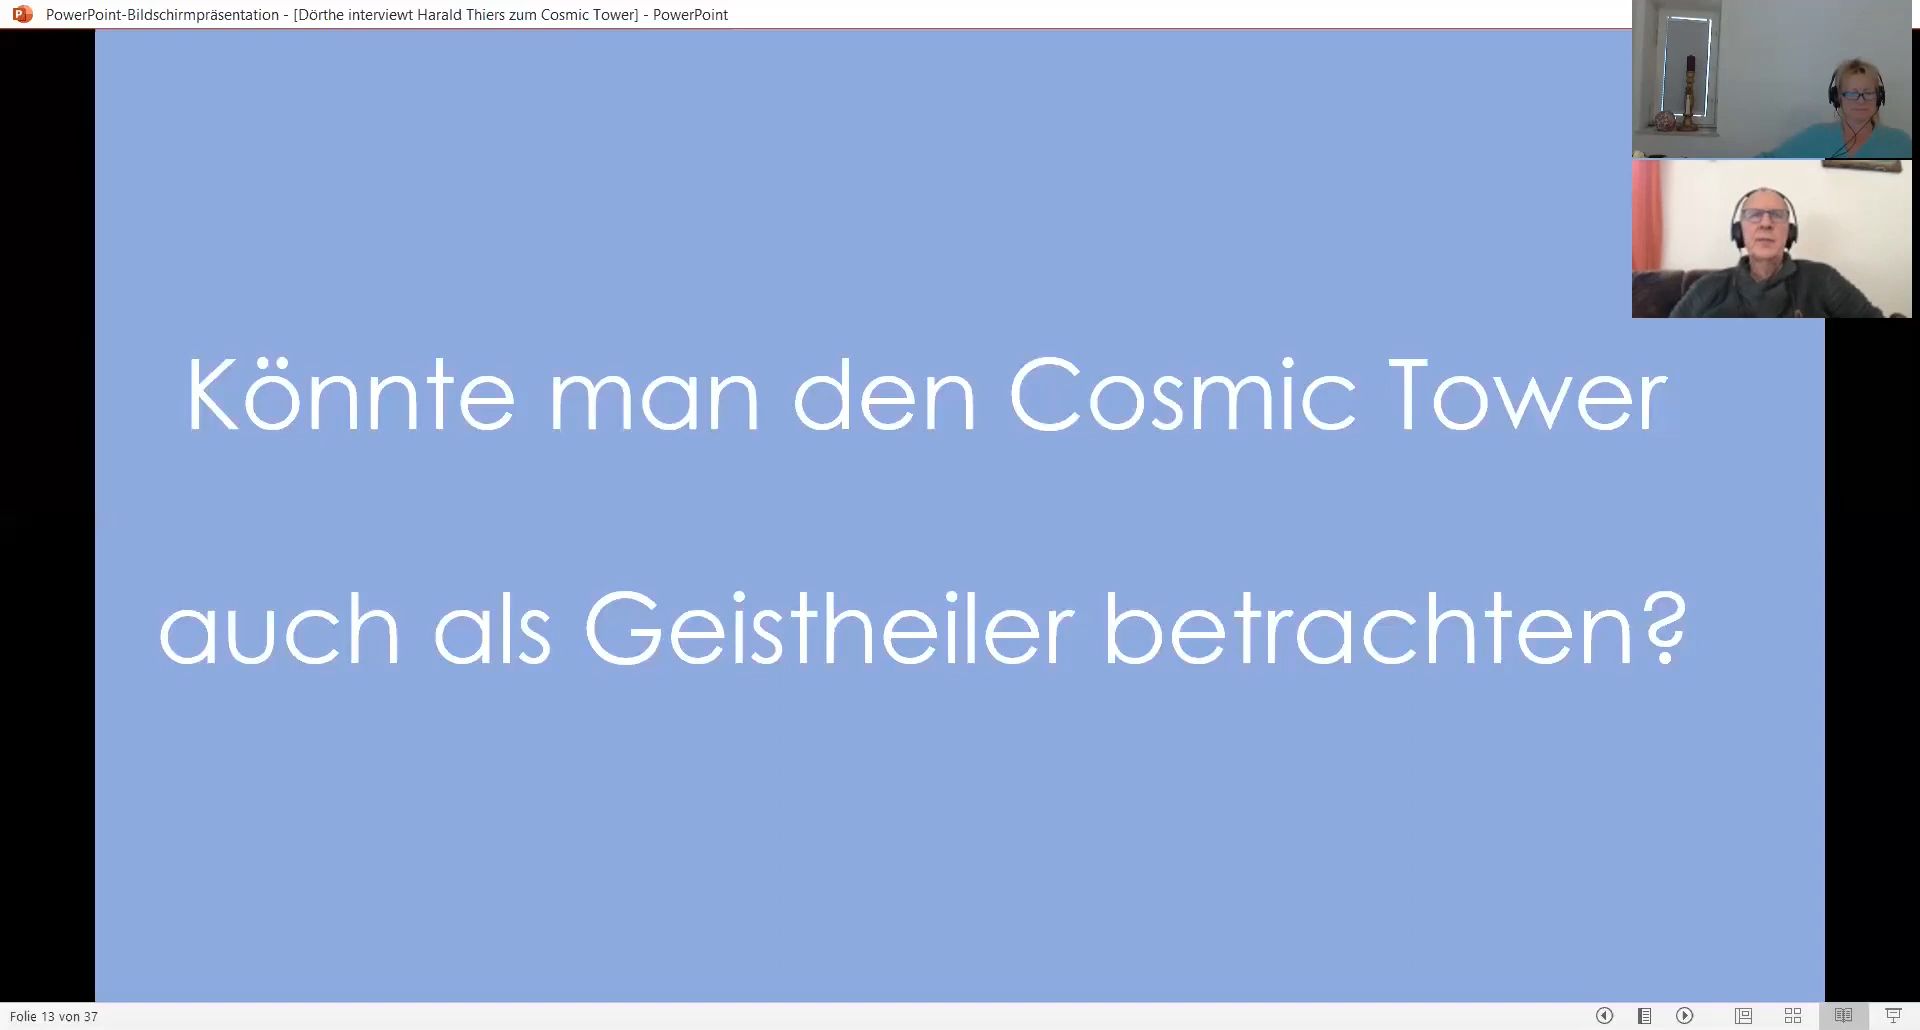 PowerPoint-Bildschirmpräsentation - [Dörthe interviewt Harald Thiers zum Cosmic Tower] - PowerPoint
Könnte man den Cosmic Tower
auch als Geistheiler betrachten?
Folie 13 von 37